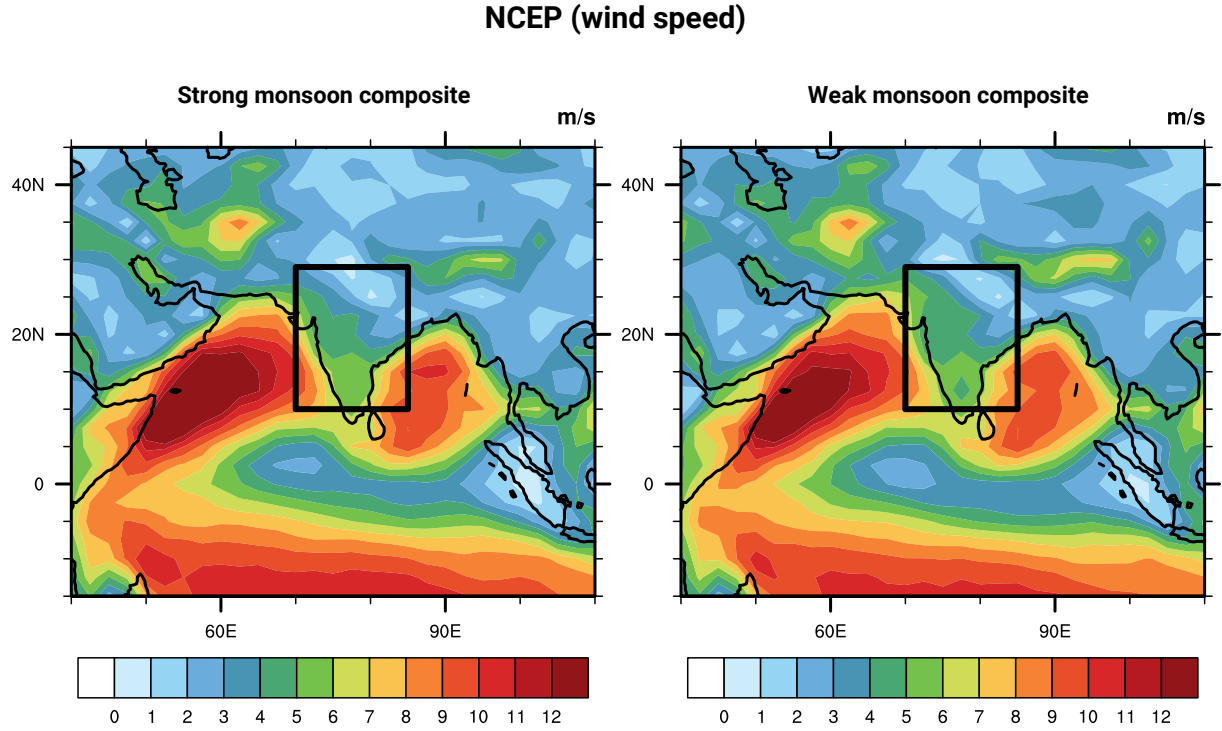 NCEP (wind speed)
Strong monsoon composite
m/s
40N
20N
0
60E
90E
0 1 2 3 4 5 6 7 8 9 10 11 12
Weak monsoon composite
m/s
40N
20N
0
60E
90E
0 1 2 3 4 5 6 7 8 9 10 11 12